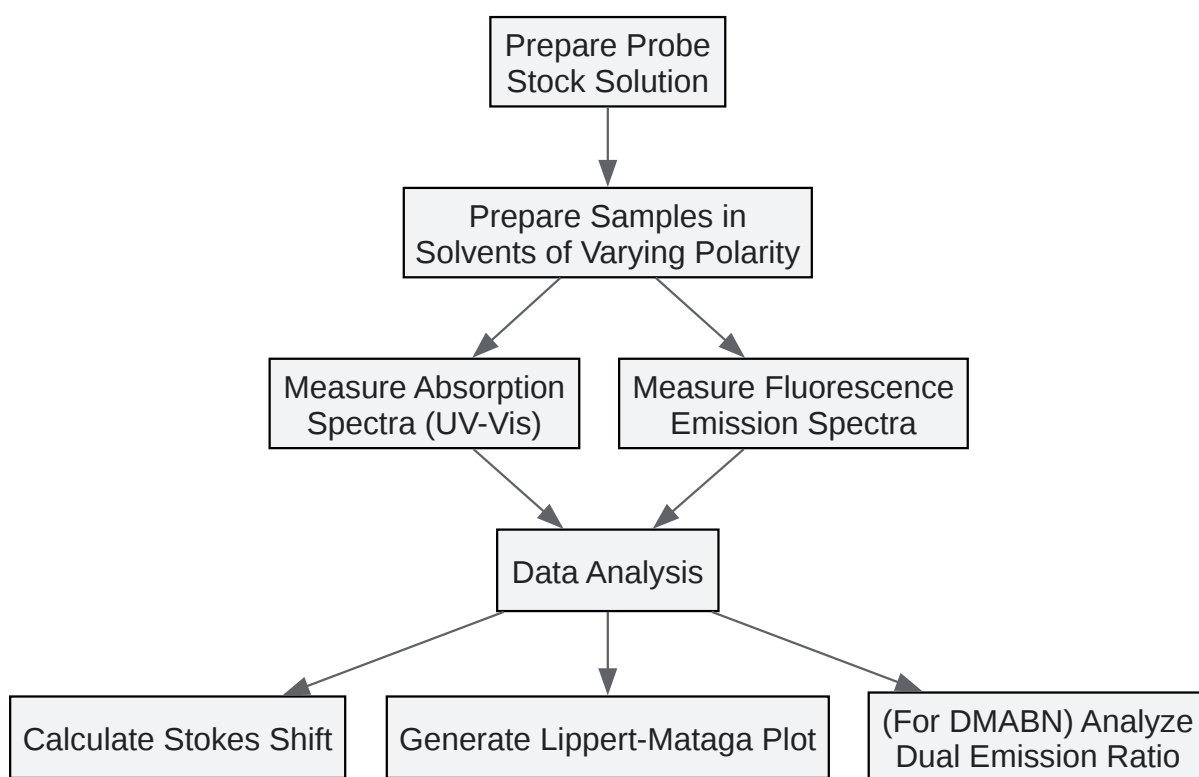 Prepare Probe
Stock Solution
Prepare Samples in
Solvents of Varying Polarity
Measure Absorption
Spectra (UV-Vis)
Measure Fluorescence
Emission Spectra
Data Analysis
Calculate Stokes Shift
Generate Lippert-Mataga Plot
(For DMABN) Analyze
Dual Emission Ratio